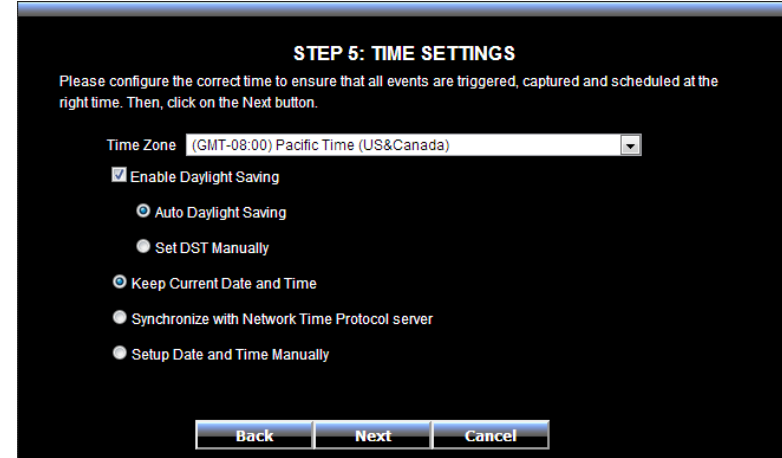 STEP 5: TIME SETTINGS
Please configure the correct time to ensure that all events are triggered, captured and scheduled at the
right time. Then, click on the Next button.
Time Zone (GMT-08:00) Pacific Time (US&Canada)
Enable Daylight Saving
Auto Daylight Saving
Set DST Manually
Keep Current Date and Time
Synchronize with Network Time Protocol server
Setup Date and Time Manually
Back Next Cancel